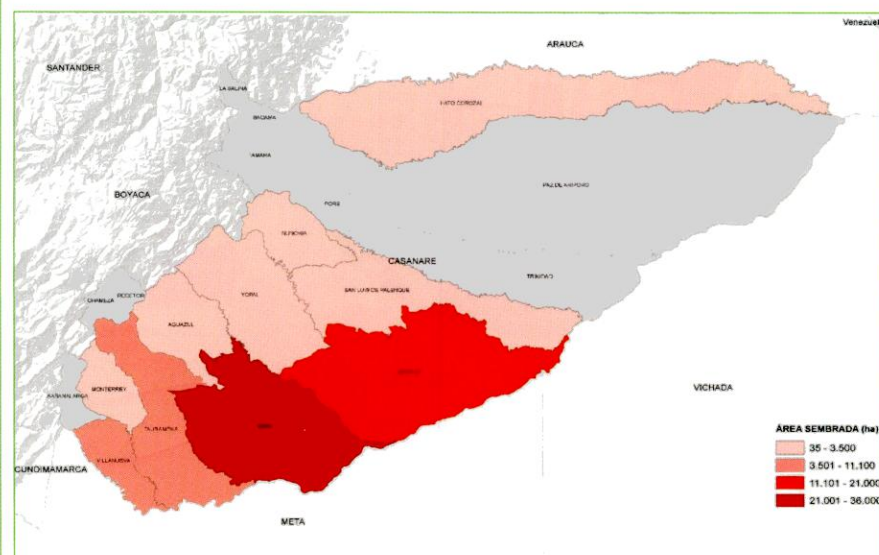 Venezuel
ARAUCA
SANTANDER
LA SALINA
HATO COROZAL
SACAMA
TAMARA
PAZ DE ARIPORO
BOYACA
PORE
NUNCHIA
CASANARE
TRINIDAD
RECETOR
CHAMEZA
YOPAL
SAN LUIS DE PALENQUE
AGUAZUL
MONTERREY
SABANALARGA
VICHADA
TAURAMENA
VILLANUEVA
CUNDINAMARCA
META
ÁREA SEMBRADA (ha)
35 - 3.500
3.501 - 11.100
11.101 - 21.000
21.001 - 36.000